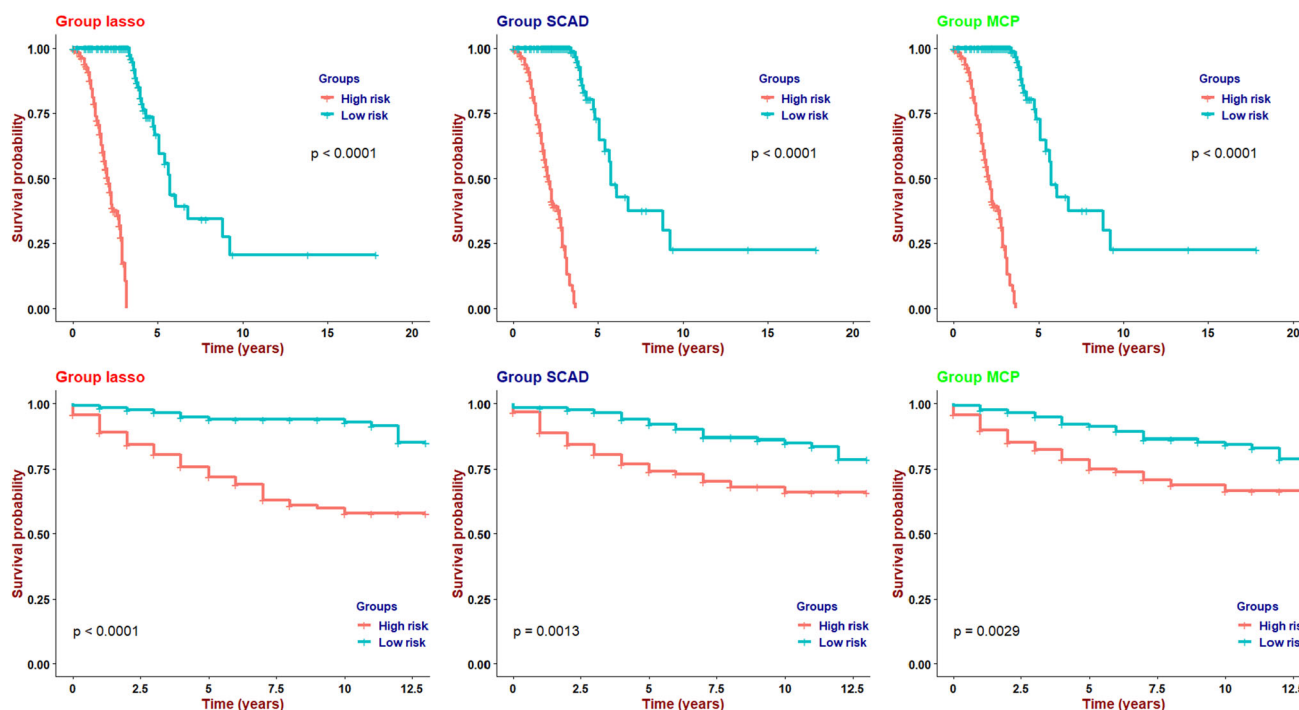 Group lasso
Survival probability
1.00
0.75
0.50
0.25
0.00
Groups
High risk
Low risk
p < 0.0001
0 5 10 15 20
Time (years)
Group SCAD
Survival probability
1.00
0.75
0.50
0.25
0.00
Groups
High risk
Low risk
p < 0.0001
0 5 10 15 20
Time (years)
Group MCP
Survival probability
1.00
0.75
0.50
0.25
0.00
Groups
High risk
Low risk
p < 0.0001
0 5 10 15 20
Time (years)
Group lasso
Survival probability
1.00
0.75
0.50
0.25
0.00
Groups
High risk
Low risk
p < 0.0001
0 2.5 5 7.5 10 12.5
Time (years)
Group SCAD
Survival probability
1.00
0.75
0.50
0.25
0.00
Groups
High risk
Low risk
p = 0.0013
0 2.5 5 7.5 10 12.5
Time (years)
Group MCP
Survival probability
1.00
0.75
0.50
0.25
0.00
Groups
High risk
Low risk
p = 0.0029
0 2.5 5 7.5 10 12.5
Time (years)